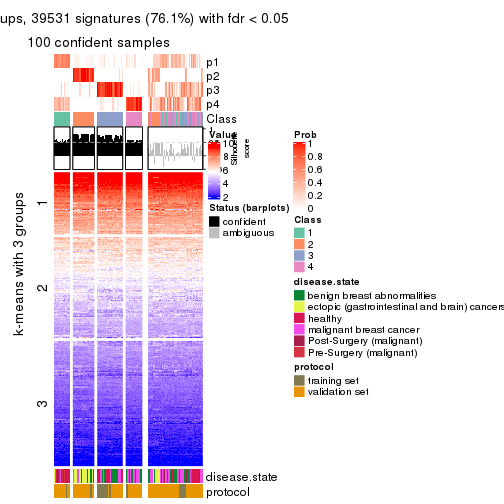 ups, 39531 signatures (76.1%) with fdr < 0.05
100 confident samples
p1
p2
p3
p4
Class
Silhouette
score
k-means with 3 groups
1
2
3
disease.state
protocol
Value
10
8
6
4
2
Status (barplots)
confident
ambiguous
Prob
1
0.8
0.6
0.4
0.2
0
Class
1
2
3
4
disease.state
benign breast abnormalities
ectopic (gastrointestinal and brain) cancers
healthy
malignant breast cancer
Post-Surgery (malignant)
Pre-Surgery (malignant)
protocol
training set
validation set